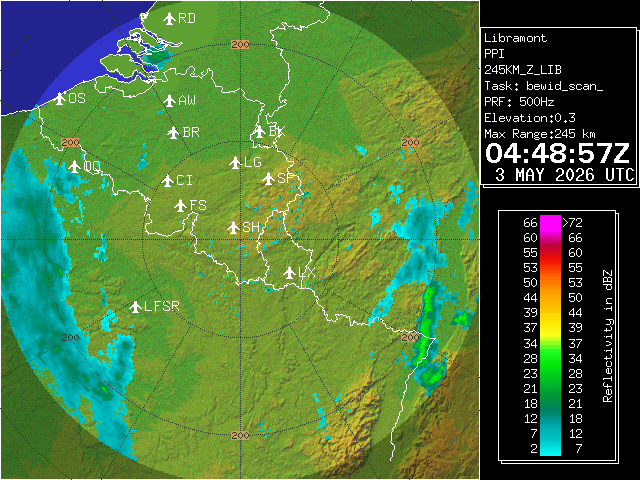 RD
200
OS
AW
BR
BK
200
200
QQ
LG
CI
SP
FS
SH
LX
LFSR
200
200
200
Libramont
PPI
245KM_Z_LIB
Task: bewid_scan_
PRF: 500Hz
Elevation:0.3
Max Range:245 km
04:48:57Z
3 MAY 2026 UTC
66 >72
60 66
55 60
53 55
50 53
44 50
39 44
37 39
34 37
28 34
23 28
21 23
18 21
12 18
7 12
2 7
Reflectivity in dBZ